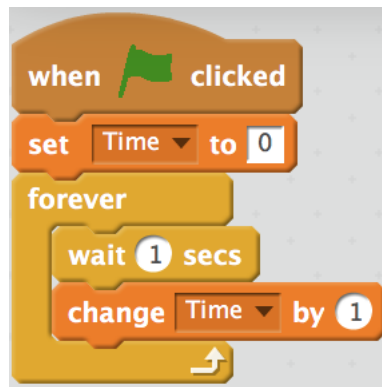 when clicked
set Time to 0
forever
wait 1 secs
change Time by 1